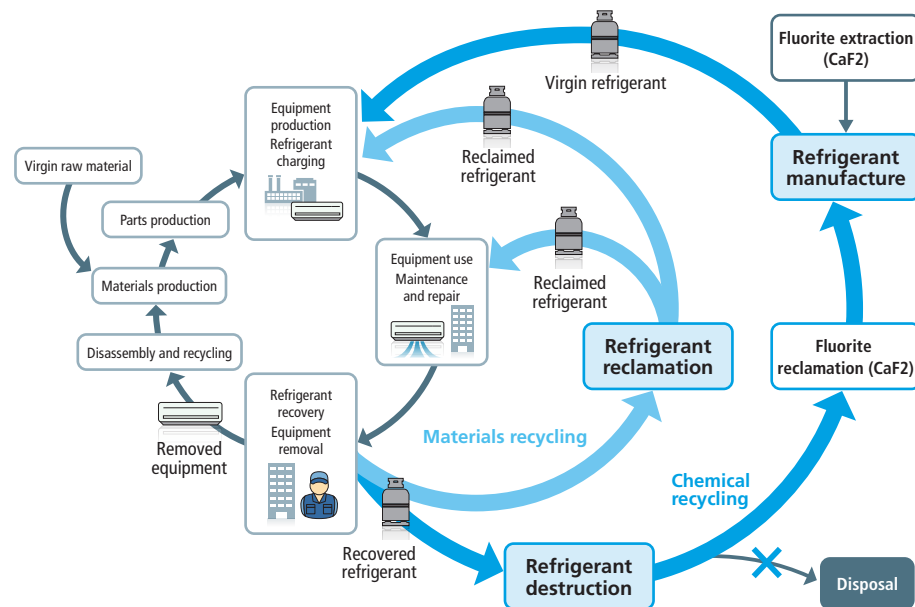 Fluorite extraction
(CaF2)
Virgin refrigerant
Equipment
production
Refrigerant
charging
Reclaimed
refrigerant
Refrigerant
manufacture
Virgin raw material
Parts production
Equipment use
Maintenance
and repair
Reclaimed
refrigerant
Materials production
Disassembly and recycling
Refrigerant
reclamation
Fluorite
reclamation (CaF2)
Refrigerant
recovery
Equipment
removal
Removed
equipment
Materials recycling
Chemical
recycling
Recovered
refrigerant
Refrigerant
destruction
Disposal